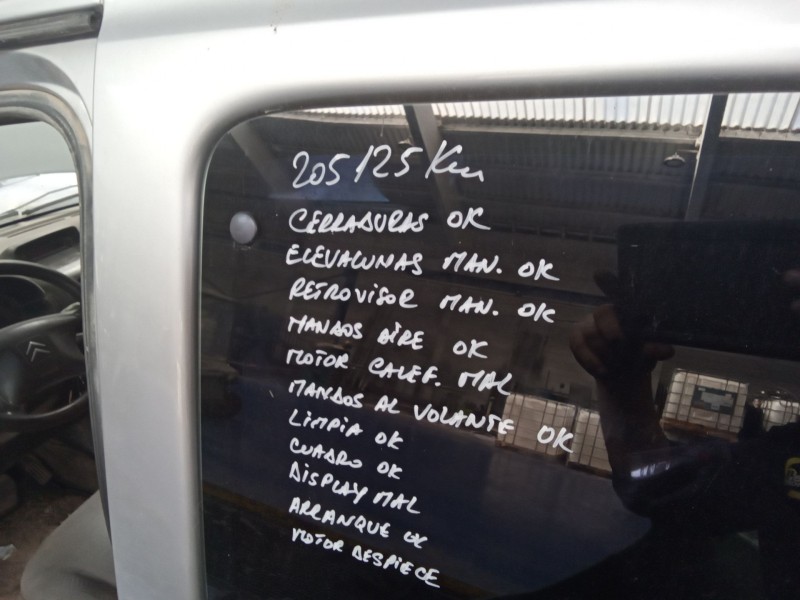 205125 Km
CERRADURAS OK
ELEVALUNAS MAN. OK
RETROVISOR MAN. OK
MANDOS AIRE OK
MOTOR CALEF. MAL
MANDOS AL VOLANTE OK
LIMPIA OK
CUADRO OK
DISPLAY MAL
ARRANQUE OK
MOTOR DESPIECE